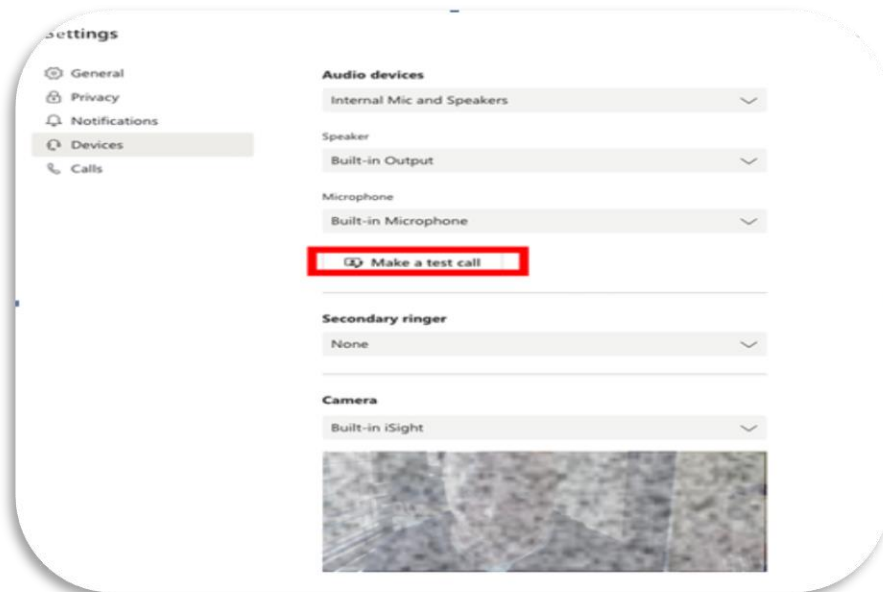 Settings
General
Privacy
Notifications
Devices
Calls
Audio devices
Internal Mic and Speakers
Speaker
Built-in Output
Microphone
Built-in Microphone
Make a test call
Secondary ringer
None
Camera
Built-in iSight